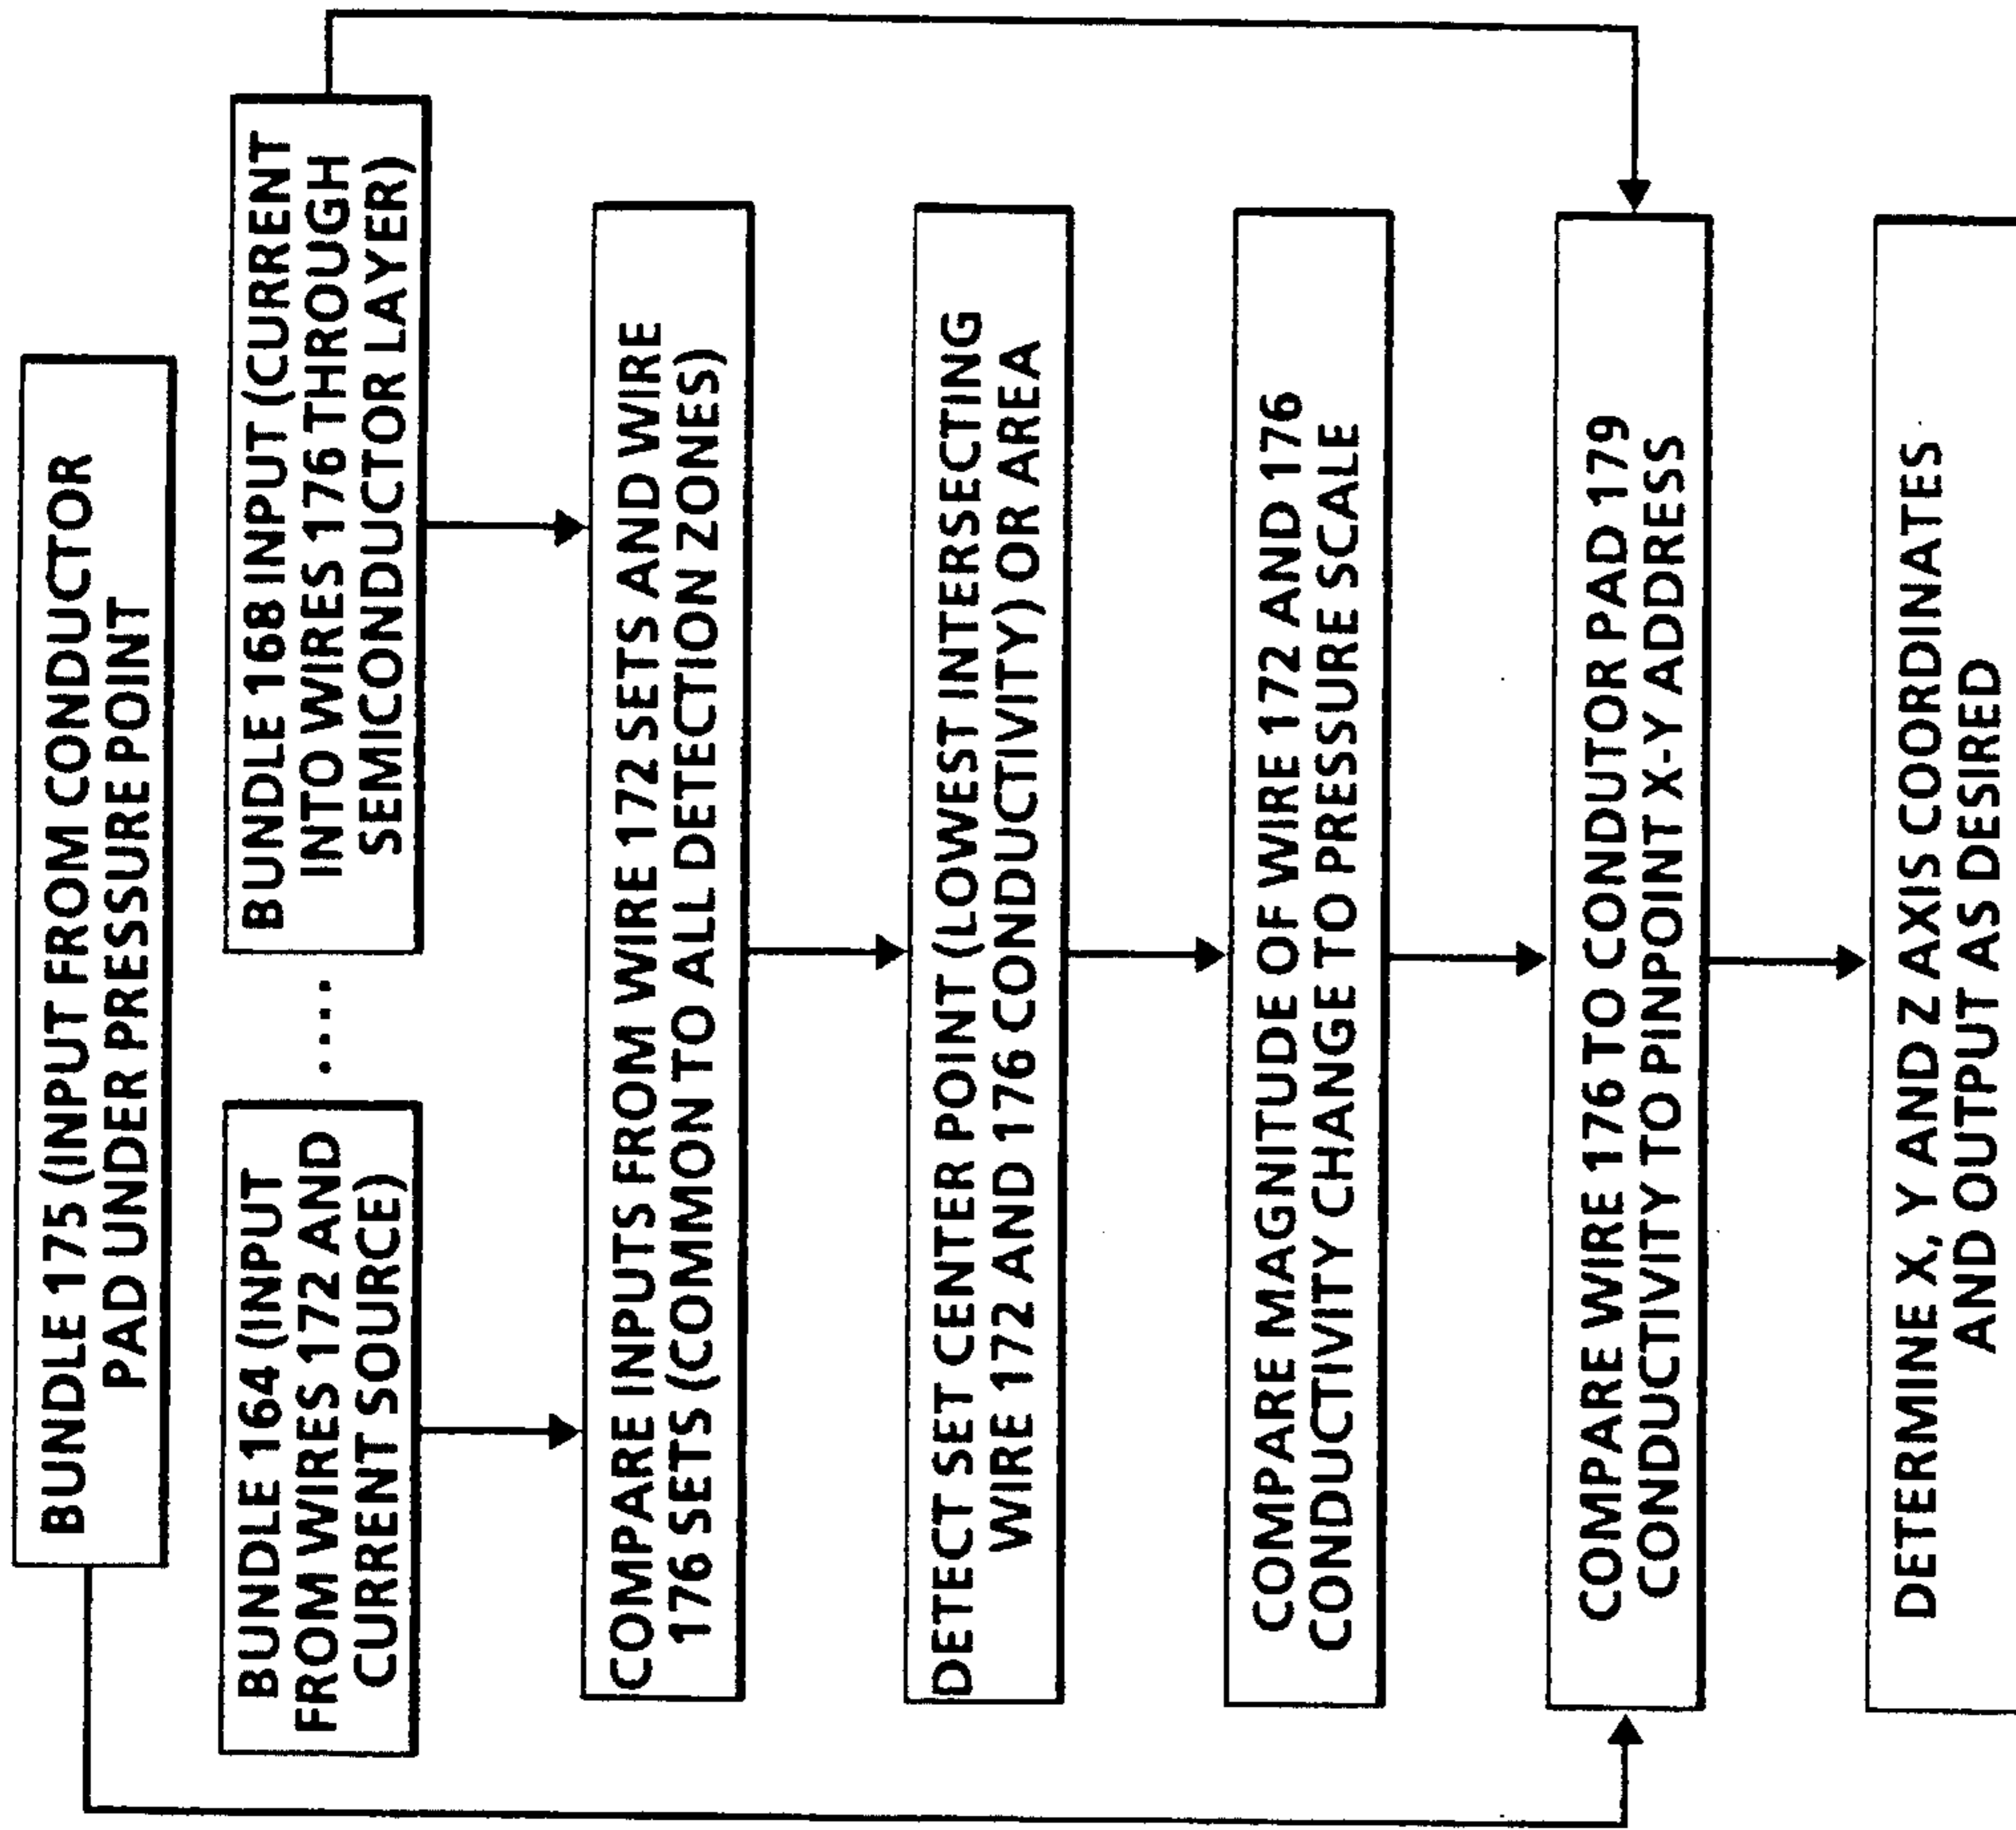 BUNDLE 175 (INPUT FROM CONDUCTOR
PAD UNDER PRESSURE POINT
BUNDLE 164 (INPUT
FROM WIRES 172 AND
CURRENT SOURCE)
BUNDLE 168 INPUT (CURRENT
INTO WIRES 176 THROUGH
SEMICONDUCTOR LAYER)
COMPARE INPUTS FROM WIRE 172 SETS AND WIRE
176 SETS (COMMON TO ALL DETECTION ZONES)
DETECT SET CENTER POINT (LOWEST INTERSECTING
WIRE 172 AND 176 CONDUCTIVITY) OR AREA
COMPARE MAGNITUDE OF WIRE 172 AND 176
CONDUCTIVITY CHANGE TO PRESSURE SCALE
COMPARE WIRE 176 TO CONDUTOR PAD 179
CONDUCTIVITY TO PINPOINT X-Y ADDRESS
DETERMINE X, Y AND Z AXIS COORDINATES
AND OUTPUT AS DESIRED